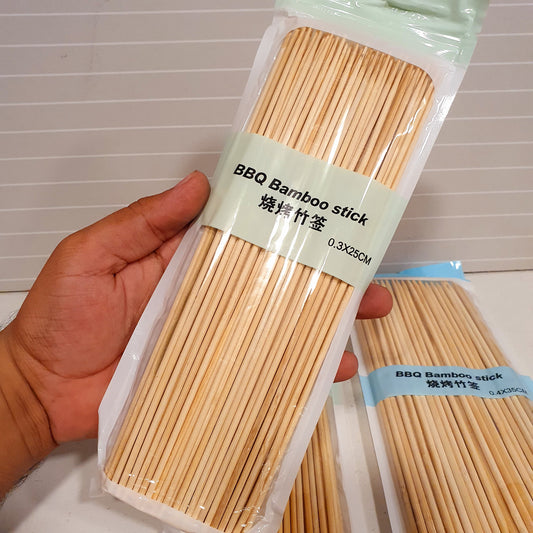 BBQ Bamboo stick
烧烤竹签
0.3X25CM
BBQ Bamboo stick
烧烤竹签
0.4X35CM